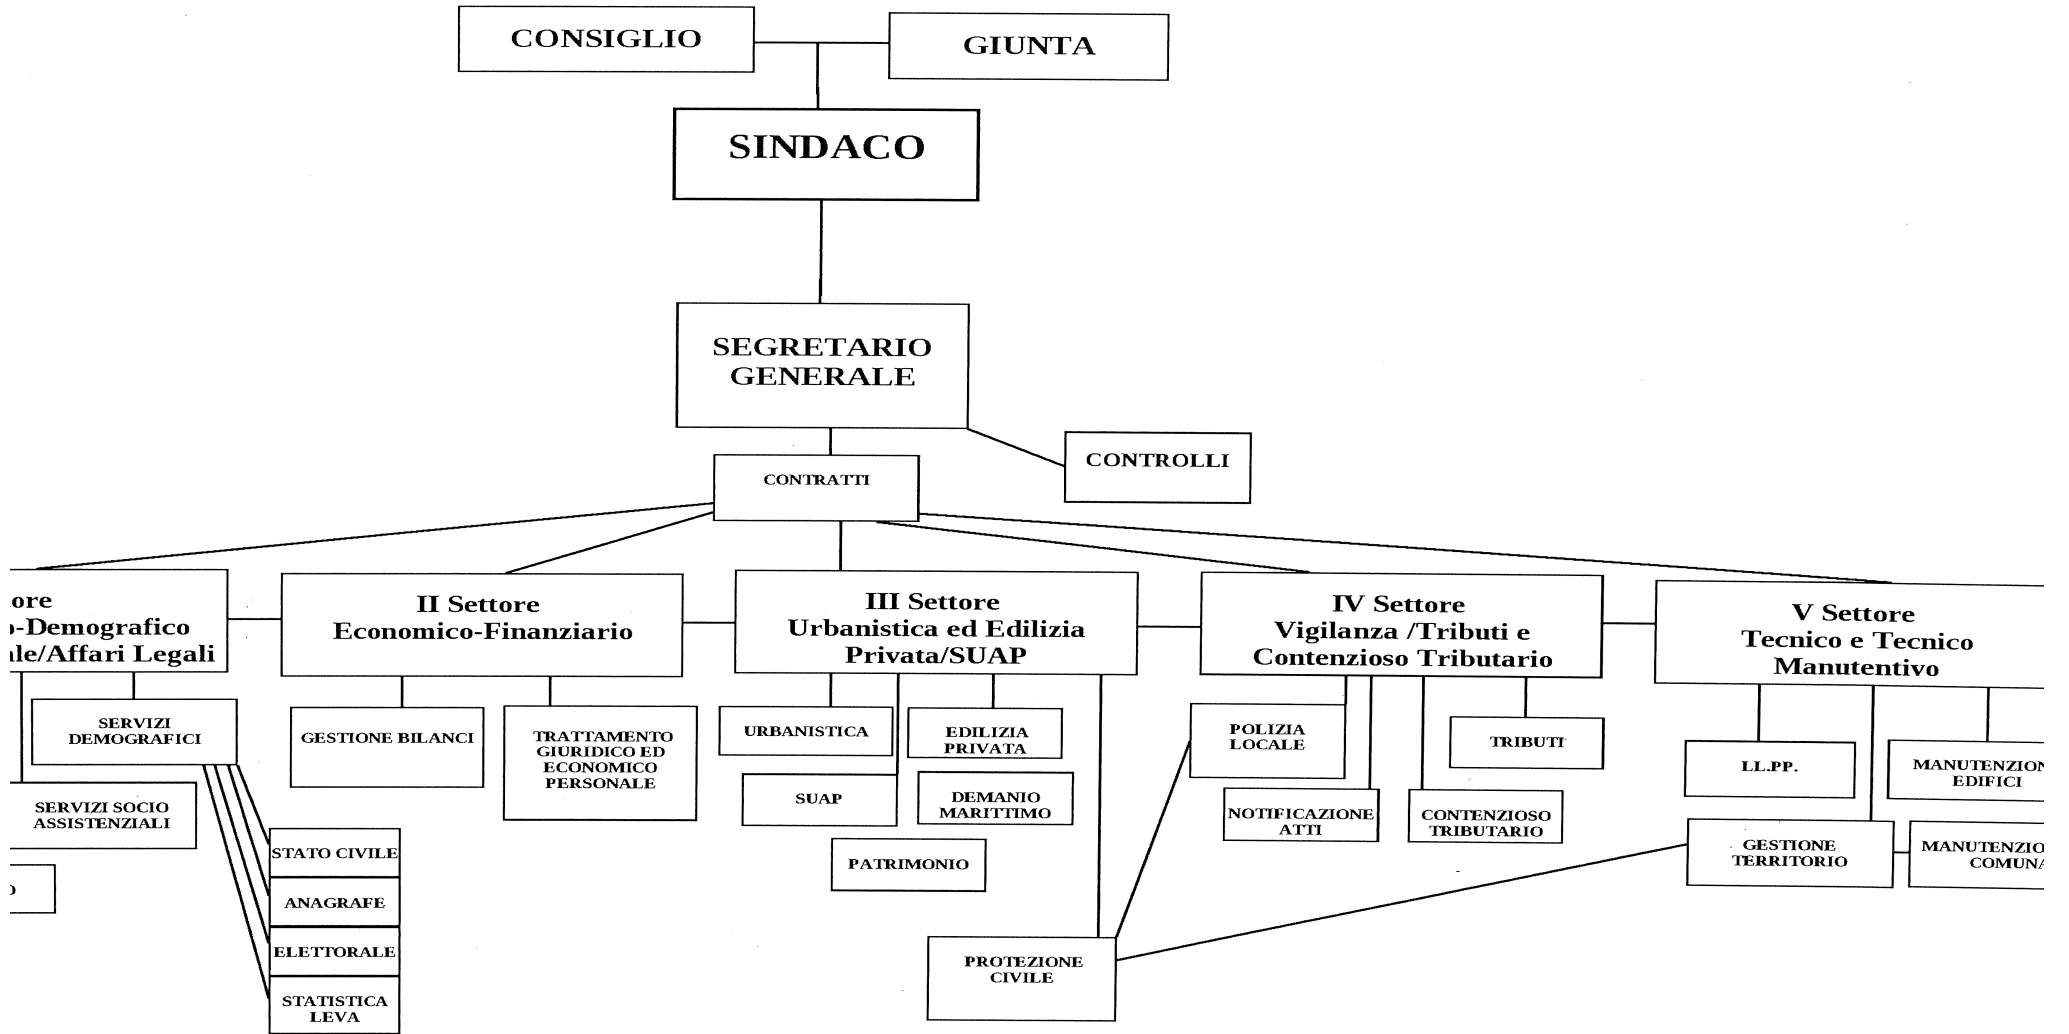 CONSIGLIO
GIUNTA
SINDACO
SEGRETARIO
GENERALE
CONTROLLI
CONTRATTI
II Settore
Economico-Finanziario
III Settore
Urbanistica ed Edilizia
Privata/SUAP
IV Settore
Vigilanza /Tributi e
Contenzioso Tributario
V Settore
Tecnico e Tecnico
Manutentivo
-Demografico
/Affari Legali
SERVIZI
DEMOGRAFICI
SERVIZI SOCIO
ASSISTENZIALI
STATO CIVILE
ANAGRAFE
ELETTORALE
STATISTICA
LEVA
GESTIONE BILANCI
TRATTAMENTO
GIURIDICO ED
ECONOMICO
PERSONALE
URBANISTICA
EDILIZIA
PRIVATA
SUAP
DEMANIO
MARITTIMO
PATRIMONIO
PROTEZIONE
CIVILE
POLIZIA
LOCALE
TRIBUTI
NOTIFICAZIONE
ATTI
CONTENZIOSO
TRIBUTARIO
LL.PP.
EDIFICI
GESTIONE
TERRITORIO